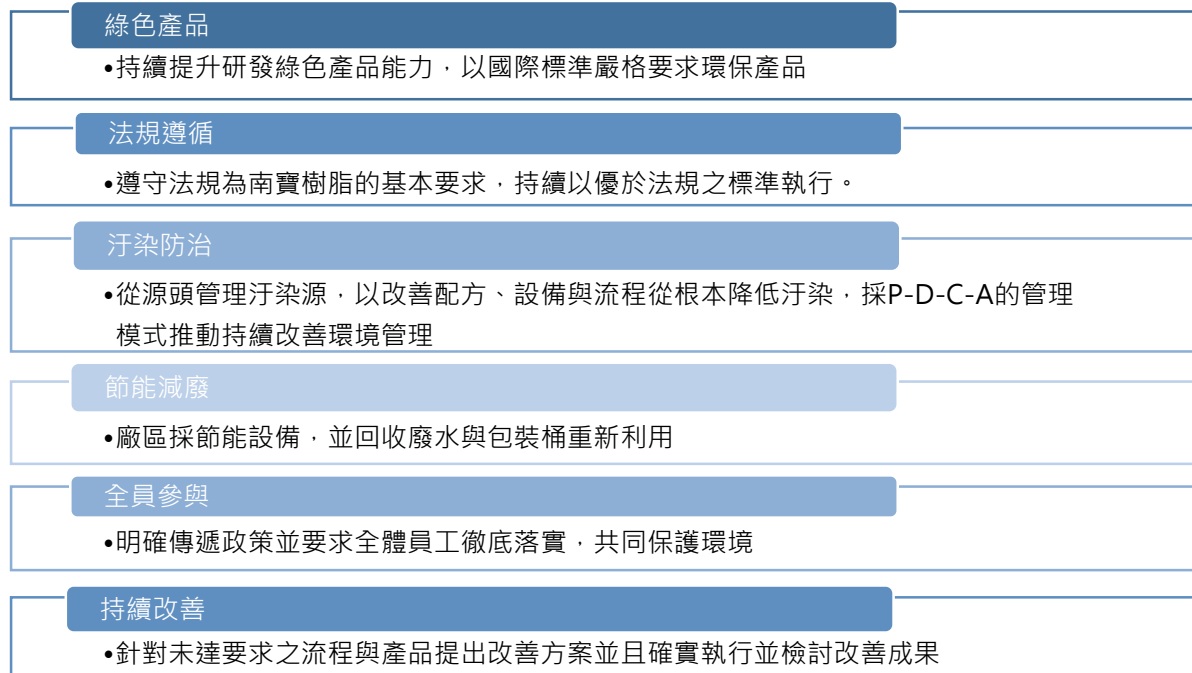 綠色產品
•持續提升研發綠色產品能力，以國際標準嚴格要求環保產品
法規遵循
•遵守法規為南寶樹脂的基本要求，持續以優於法規之標準執行。
汙染防治
•從源頭管理汙染源，以改善配方、設備與流程從根本降低汙染，採P-D-C-A的管理
模式推動持續改善環境管理
節能減廢
•廠區採節能設備，並回收廢水與包裝桶重新利用
全員參與
•明確傳遞政策並要求全體員工徹底落實，共同保護環境
持續改善
•針對未達要求之流程與產品提出改善方案並且確實執行並檢討改善成果